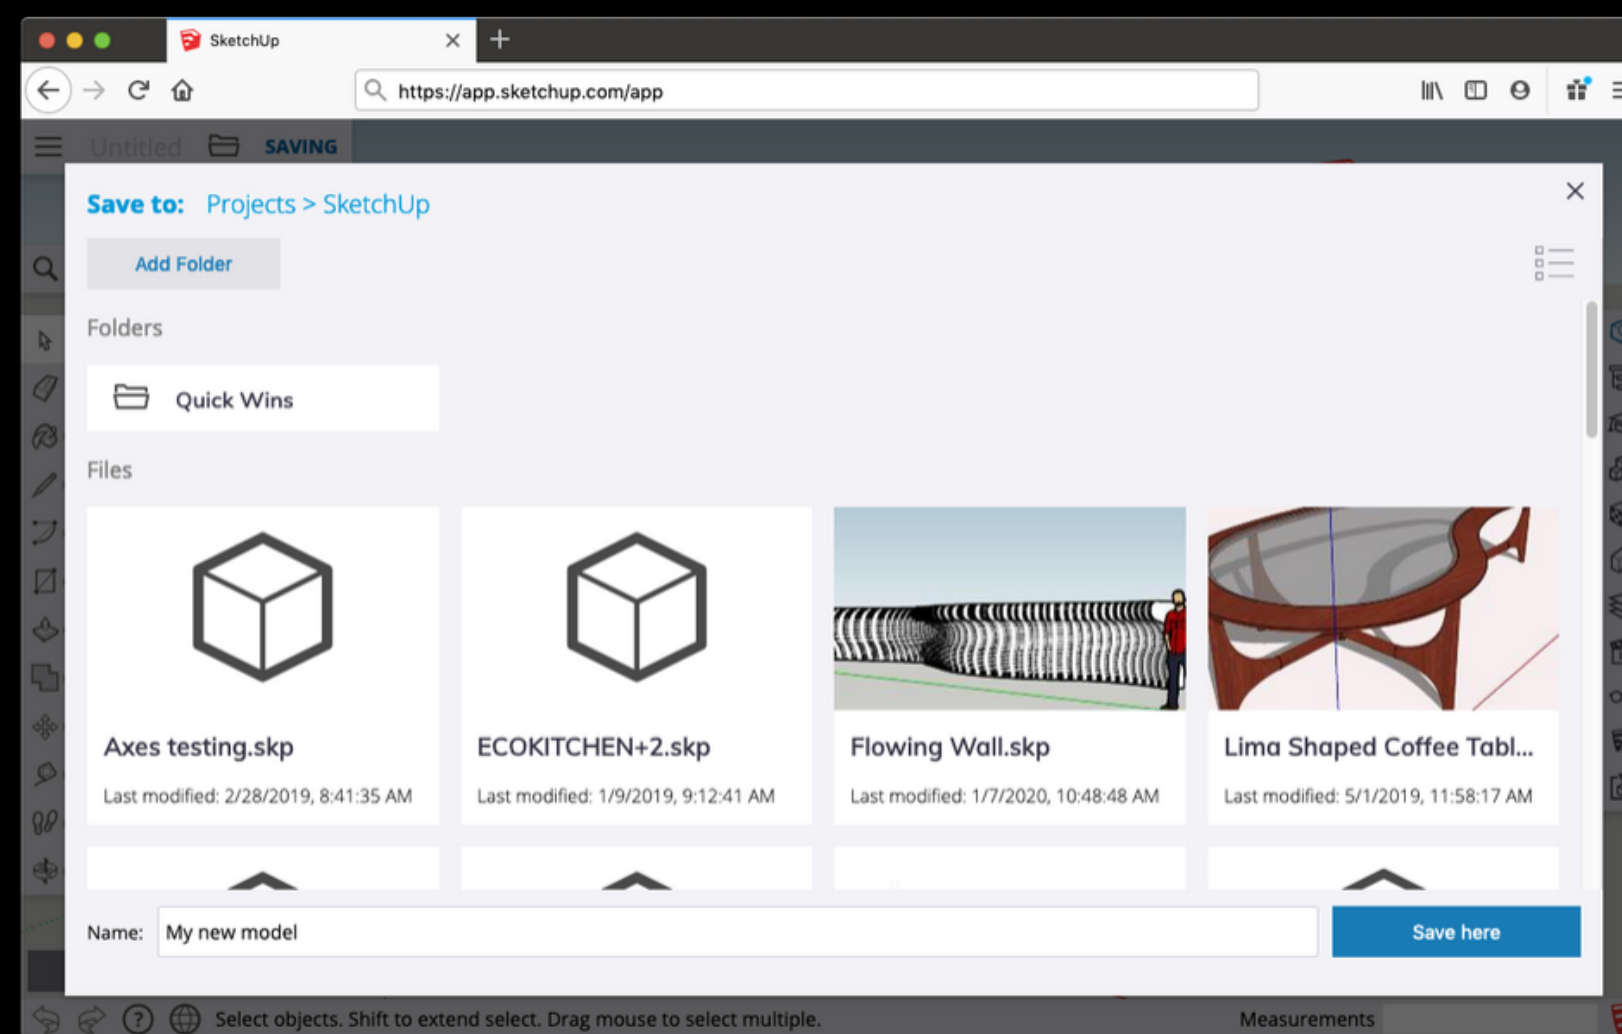 SketchUp
https://app.sketchup.com/app
Untitled SAVING
Save to: Projects > SketchUp
Add Folder
Folders
Quick Wins
Files
Axes testing.skp
Last modified: 2/28/2019, 8:41:35 AM
ECOKITCHEN+2.skp
Last modified: 1/9/2019, 9:12:41 AM
Flowing Wall.skp
Last modified: 1/7/2020, 10:48:48 AM
Lima Shaped Coffee Tabl...
Last modified: 5/1/2019, 11:58:17 AM
Name: My new model
Save here
Select objects. Shift to extend select. Drag mouse to select multiple.
Measurements